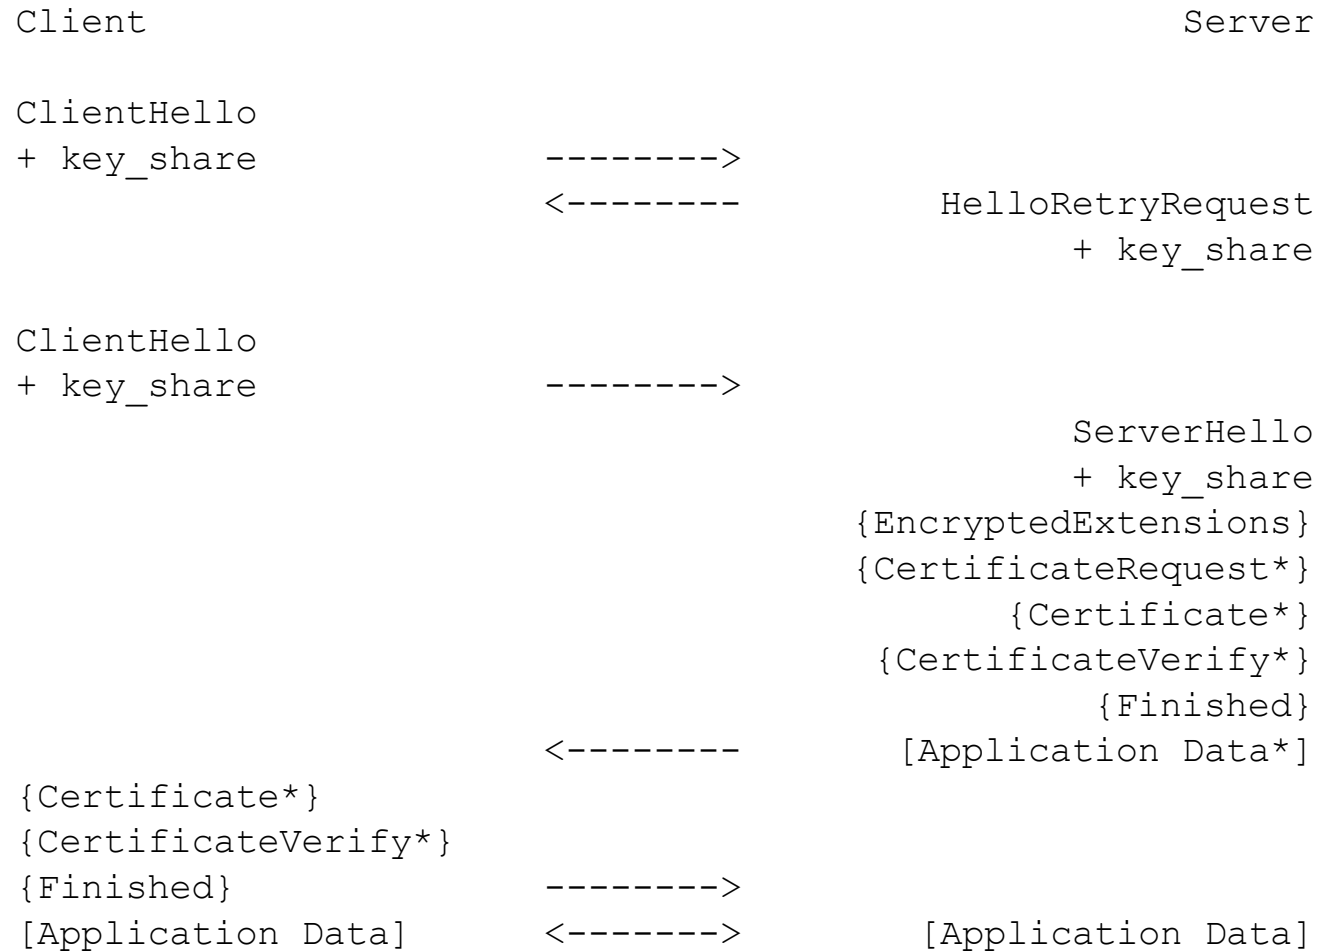 Client                                               Server

ClientHello
+ key_share             -------->
                        <--------         HelloRetryRequest
                                                + key_share

ClientHello
+ key_share             -------->
                                                ServerHello
                                                + key_share
                                      {EncryptedExtensions}
                                      {CertificateRequest*}
                                             {Certificate*}
                                       {CertificateVerify*}
                                                 {Finished}
                        <--------       [Application Data*]
{Certificate*}
{CertificateVerify*}
{Finished}              -------->
[Application Data]      <------->        [Application Data]